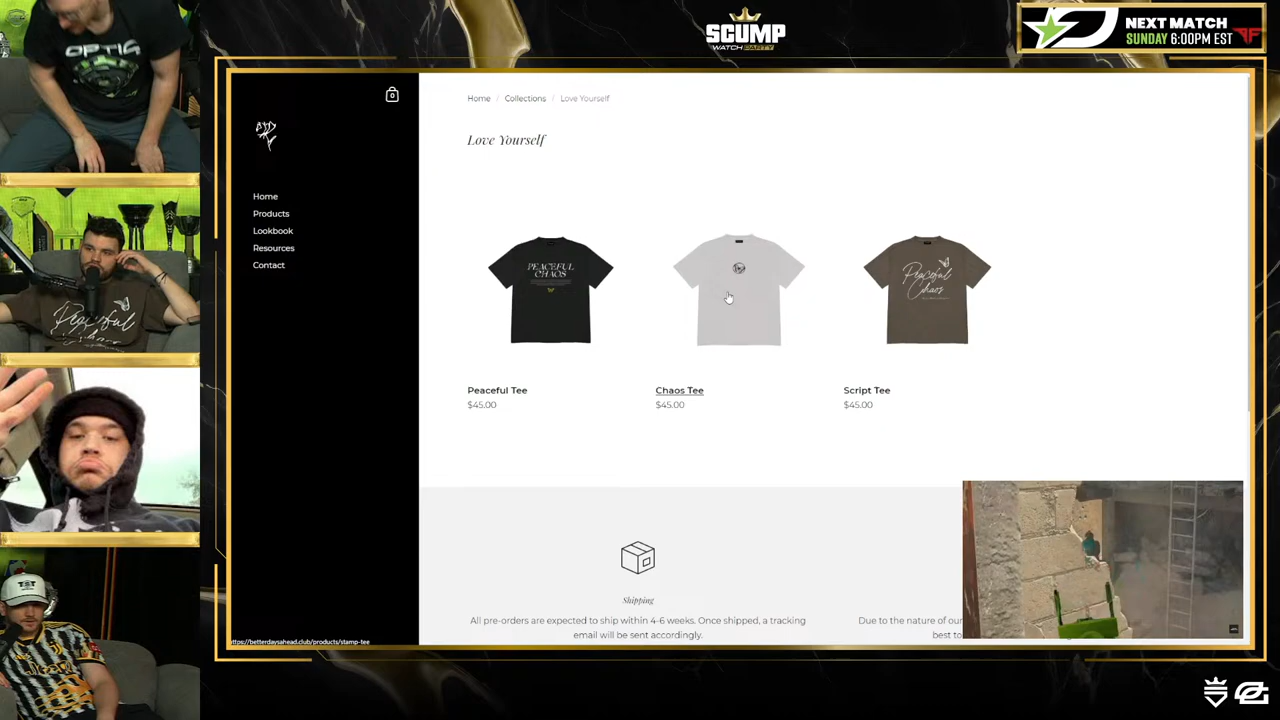 SCUMP
WATCH PARTY
NEXT MATCH
SUNDAY 6:00PM EST
OPTIC
0
Home / Collections / Love Yourself
Love Yourself
Home
Products
Lookbook
Resources
Contact
PEACEFUL
CHAOS
Peaceful
Chaos
Peaceful
Chaos
Peaceful Tee
$45.00
Chaos Tee
$45.00
Script Tee
$45.00
Shipping
All pre-orders are expected to ship within 4-6 weeks. Once shipped, a tracking
email will be sent accordingly.
Due to the nature of our
best to
https://betterdaysahead.club/products/stamp-tee